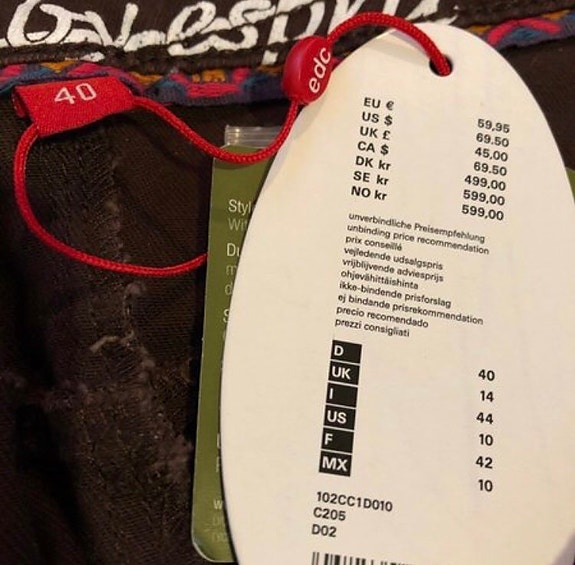 40
edc
EU € 59,95
US $ 69.50
UK £ 45,00
CA $ 69.50
DK kr 499,00
SE kr 599,00
NO kr 599,00
unverbindliche Preisempfehlung
unbinding price recommendation
prix conseillé
vejledende udsalgspris
vrijblijvende adviesprijs
ohjevähittäishinta
ikke-bindende prisforslag
ej bindande prisrekommendation
precio recomendado
prezzi consigliati
D 40
UK 14
I 44
US 10
F 42
MX 10
102CC1D010
C205
D02